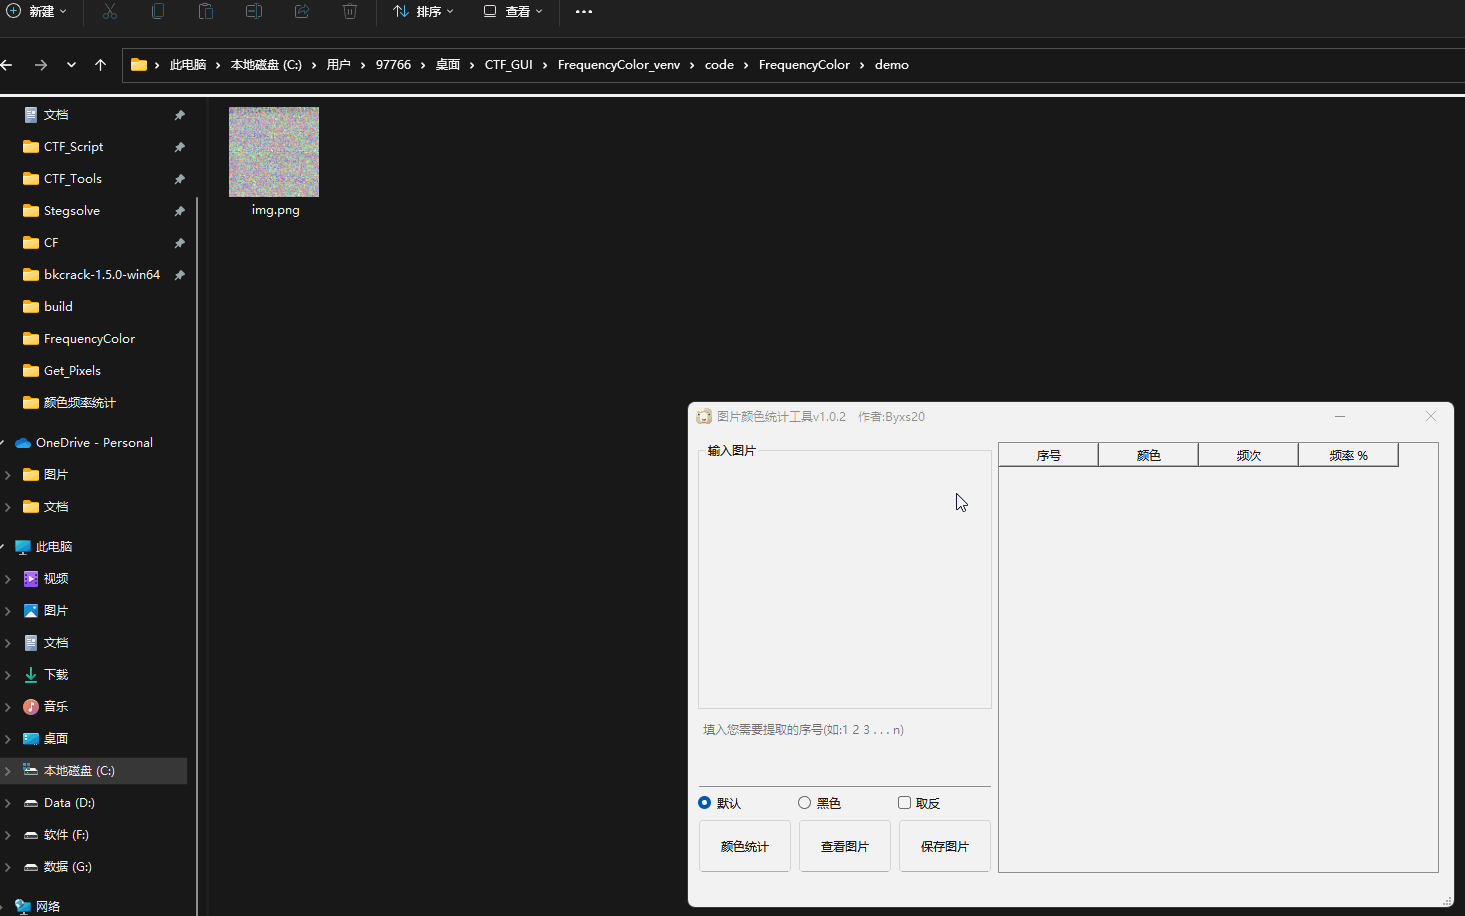 新建
排序
查看
此电脑 本地磁盘 (C:) 用户 97766 桌面 CTF_GUI FrequencyColor_venv code FrequencyColor demo
文档
CTF_Script
CTF_Tools
Stegsolve
CF
bkcrack-1.5.0-win64
build
FrequencyColor
Get_Pixels
颜色频率统计
OneDrive - Personal
图片
文档
此电脑
视频
图片
文档
下载
音乐
桌面
本地磁盘 (C:)
Data (D:)
软件 (F:)
数据 (G:)
网络
img.png
图片颜色统计工具v1.0.2 作者:Byxs20
输入图片
填入您需要提取的序号(如:1 2 3 . . . n)
默认 黑色 取反
颜色统计 查看图片 保存图片
序号 颜色 频次 频率 %